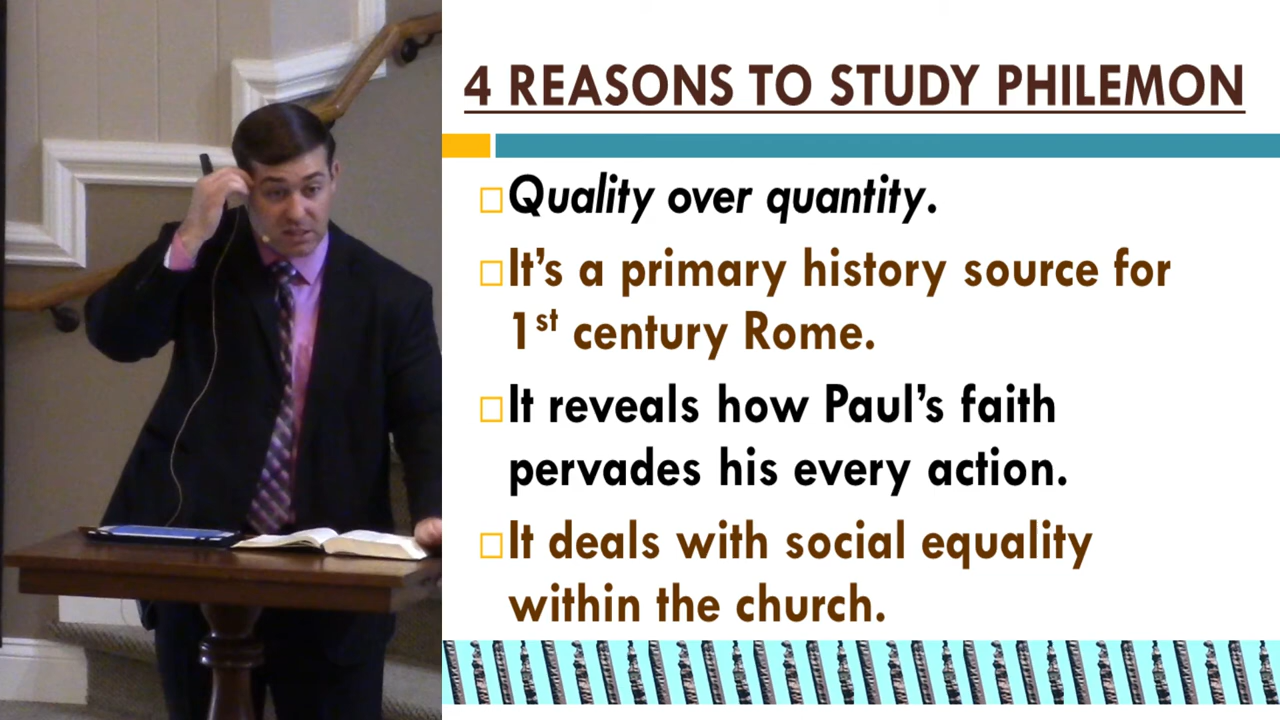 4 REASONS TO STUDY PHILEMON
Quality over quantity.
It's a primary history source for
1st century Rome.
It reveals how Paul's faith
pervades his every action.
It deals with social equality
within the church.